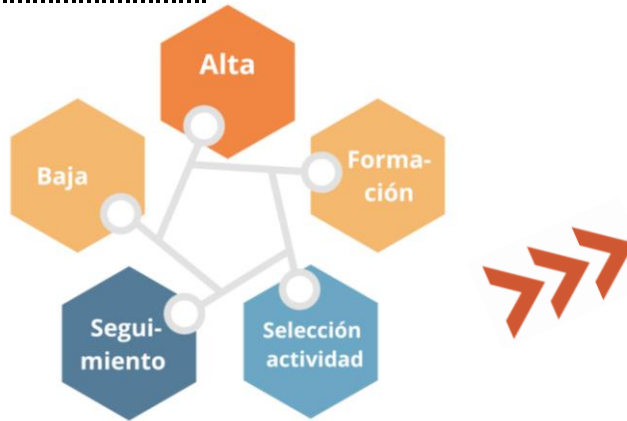 Alta
Forma-
ción
Selección
actividad
Segui-
miento
Baja